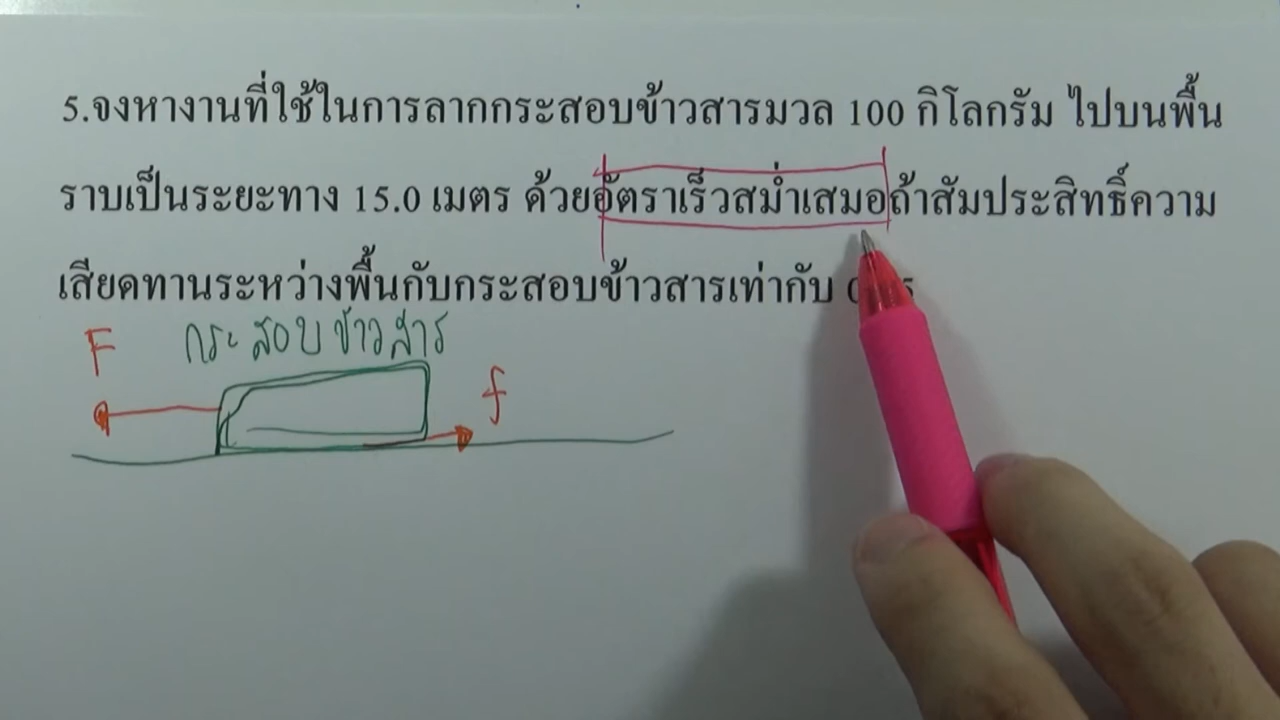 5.จงหางานที่ใช้ในการลากกระสอบข้าวสารมวล 100 กิโลกรัม ไปบนพื้น
ราบเป็นระยะทาง 15.0 เมตร ด้วยอัตราเร็วสม่ำเสมอถ้าสัมประสิทธิ์ความ
เสียดทานระหว่างพื้นกับกระสอบข้าวสารเท่ากับ
กระสอบข้าวสาร
F
f